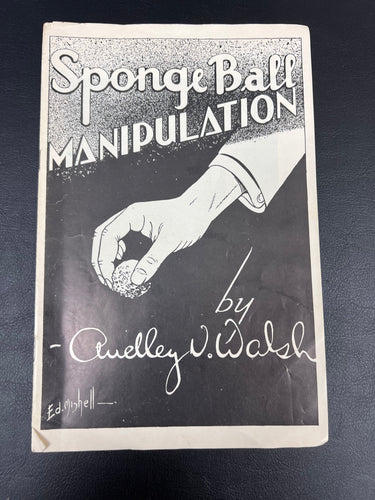 Sponge Ball
MANIPULATION
by
- Audley V. Walsh
Ed. Mishell -